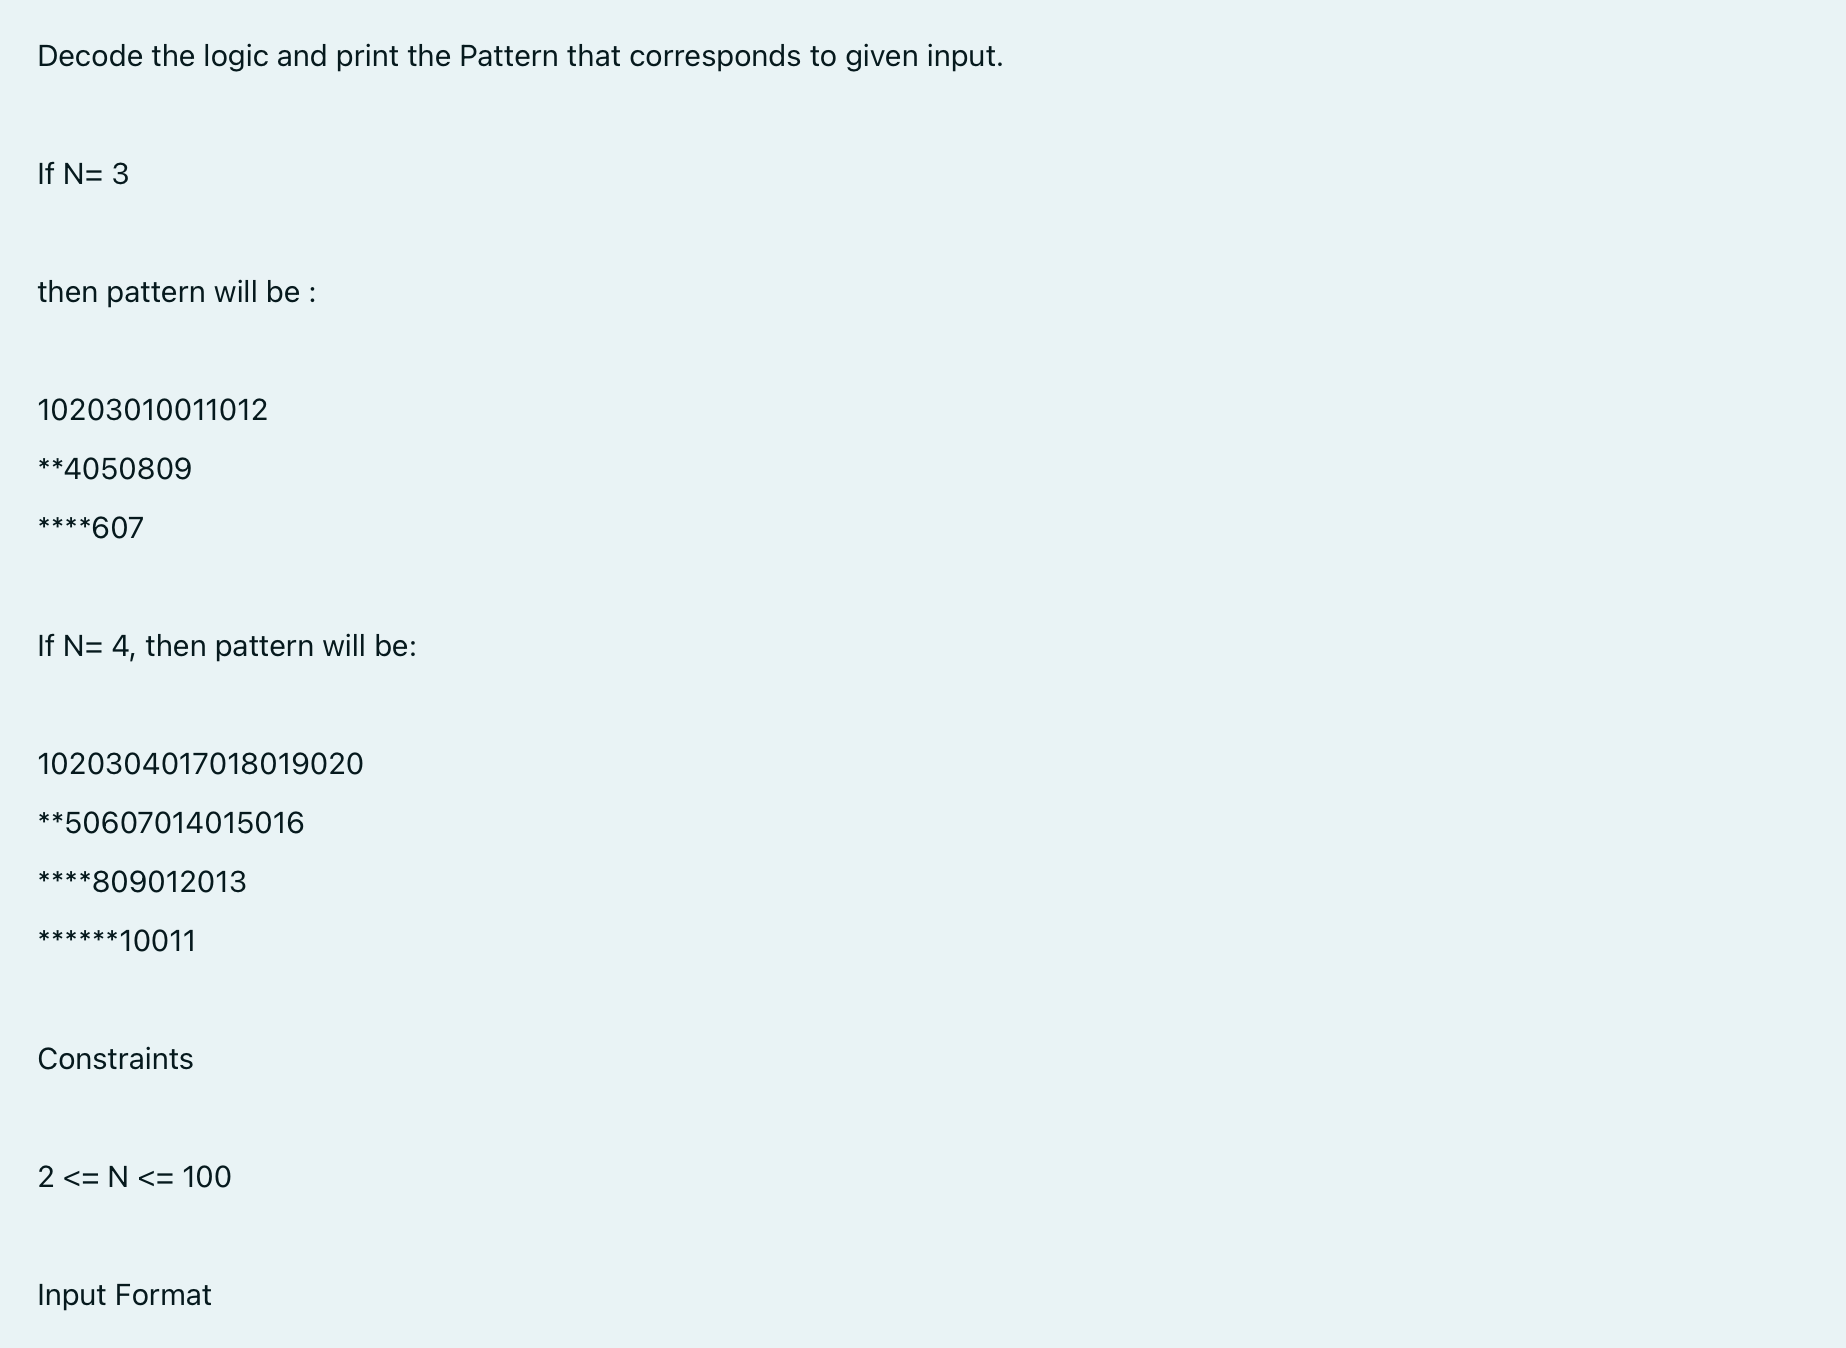 Decode the logic and print the Pattern that corresponds to given input.
If N= 3
then pattern will be :
10203010011012
**4050809
****607
If N= 4, then pattern will be:
1020304017018019020
**50607014015016
****809012013
******10011
Constraints
2 <= N <= 100
Input Format